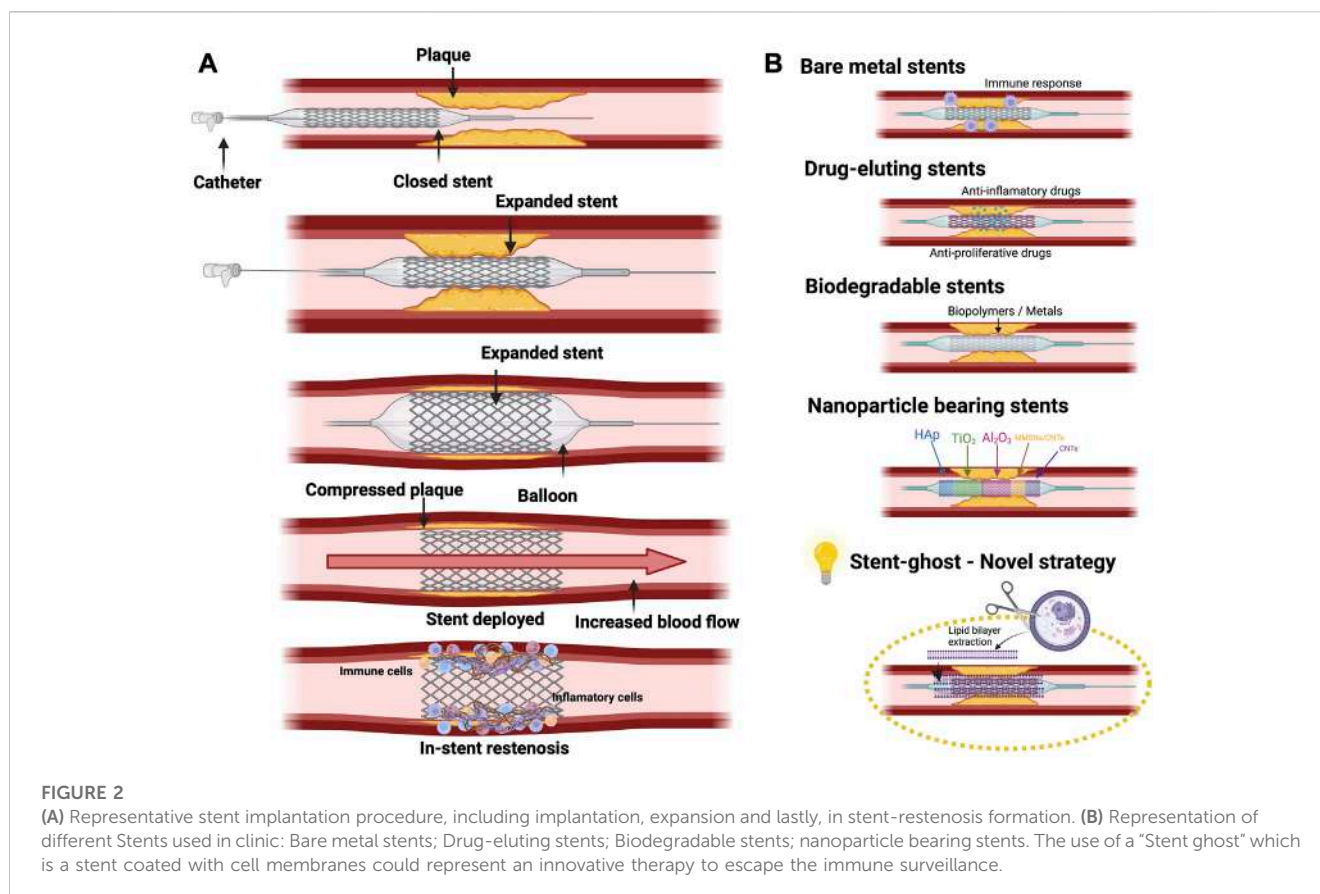 A
Plaque
Catheter
Closed stent
Expanded stent
Expanded stent
Compressed plaque
Balloon
Stent deployed
Increased blood flow
Immune cells
Inflamatory cells
In-stent restenosis
B
Bare metal stents
Immune response
Drug-eluting stents
Anti-inflamatory drugs
Anti-proliferative drugs
Biodegradable stents
Biopolymers / Metals
Nanoparticle bearing stents
HAp TiO₃ Al₂O₃
CNTs
Stent-ghost - Novel strategy
Lipid bilayer
extraction
FIGURE 2
(A) Representative stent implantation procedure, including implantation, expansion and lastly, in stent-restenosis formation. (B) Representation of
different Stents used in clinic: Bare metal stents; Drug-eluting stents; Biodegradable stents; nanoparticle bearing stents. The use of a “Stent ghost” which
is a stent coated with cell membranes could represent an innovative therapy to escape the immune surveillance.